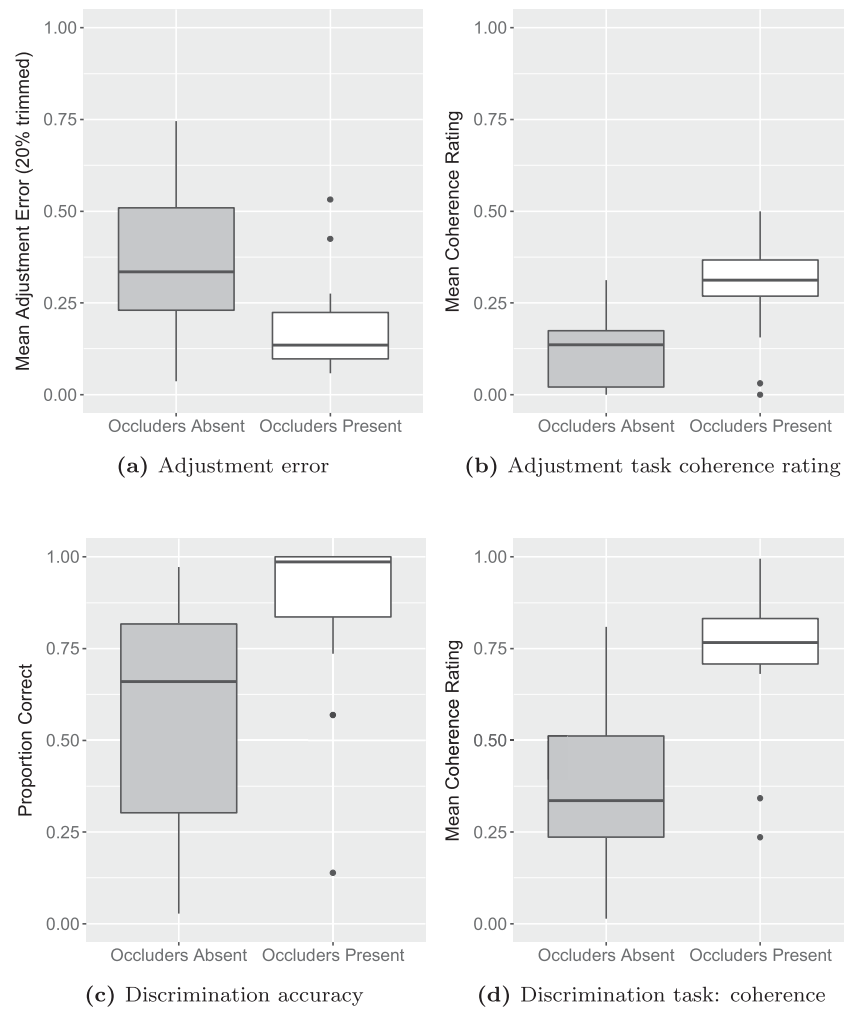 Mean Adjustment Error (20% trimmed)
1.00
0.75
0.50
0.25
0.00
Occluders Absent Occluders Present
(a) Adjustment error
Mean Coherence Rating
1.00
0.75
0.50
0.25
0.00
Occluders Absent Occluders Present
(b) Adjustment task coherence rating
Proportion Correct
1.00
0.75
0.50
0.25
0.00
Occluders Absent Occluders Present
(c) Discrimination accuracy
Mean Coherence Rating
1.00
0.75
0.50
0.25
0.00
Occluders Absent Occluders Present
(d) Discrimination task: coherence